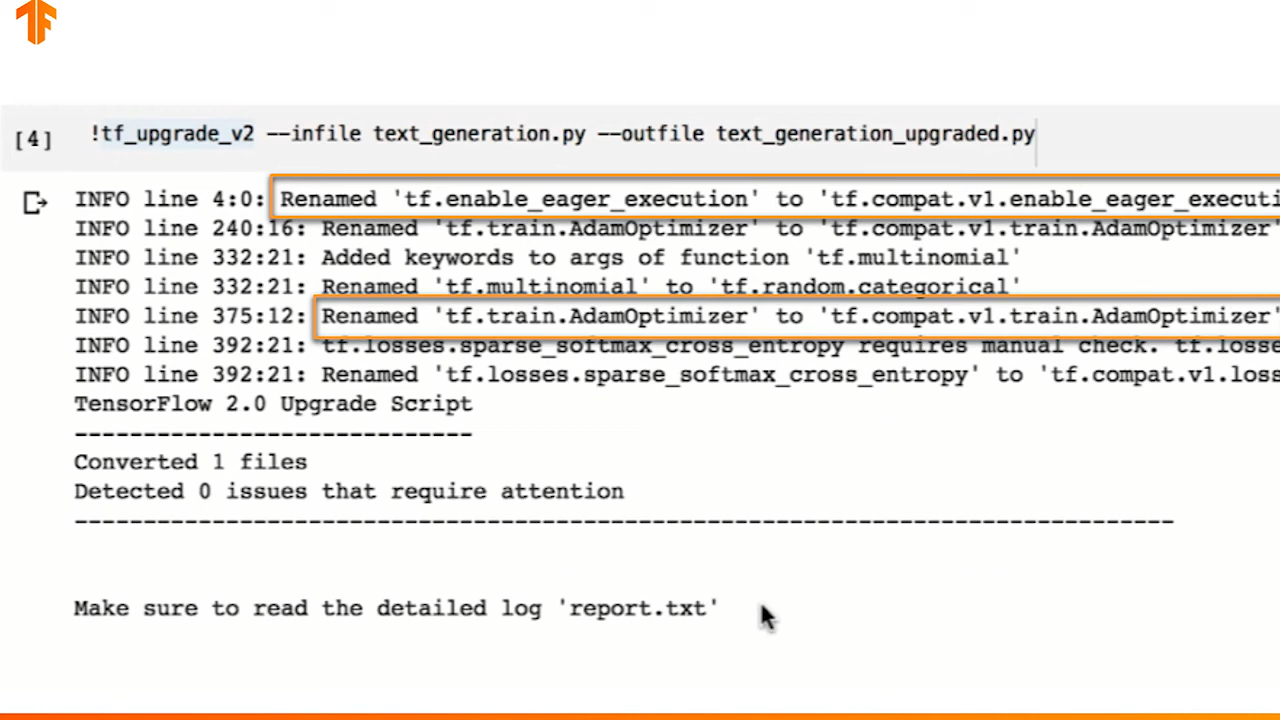 [4] !tf_upgrade_v2 --infile text_generation.py --outfile text_generation_upgraded.py
INFO line 4:0: Renamed 'tf.enable_eager_execution' to 'tf.compat.v1.enable_eager_executi
INFO line 240:16: Renamed 'tf.train.AdamOptimizer' to 'tf.compat.v1.train.AdamOptimizer'
INFO line 332:21: Added keywords to args of function 'tf.multinomial'
INFO line 332:21: Renamed 'tf.multinomial' to 'tf.random.categorical'
INFO line 375:12: Renamed 'tf.train.AdamOptimizer' to 'tf.compat.v1.train.AdamOptimizer'
INFO line 392:21: tf.losses.sparse_softmax_cross_entropy requires manual check. tf.losse
INFO line 392:21: Renamed 'tf.losses.sparse_softmax_cross_entropy' to 'tf.compat.v1.loss
TensorFlow 2.0 Upgrade Script
-----------------------------
Converted 1 files
Detected 0 issues that require attention
--------------------------------------------------------------------------------
Make sure to read the detailed log 'report.txt'